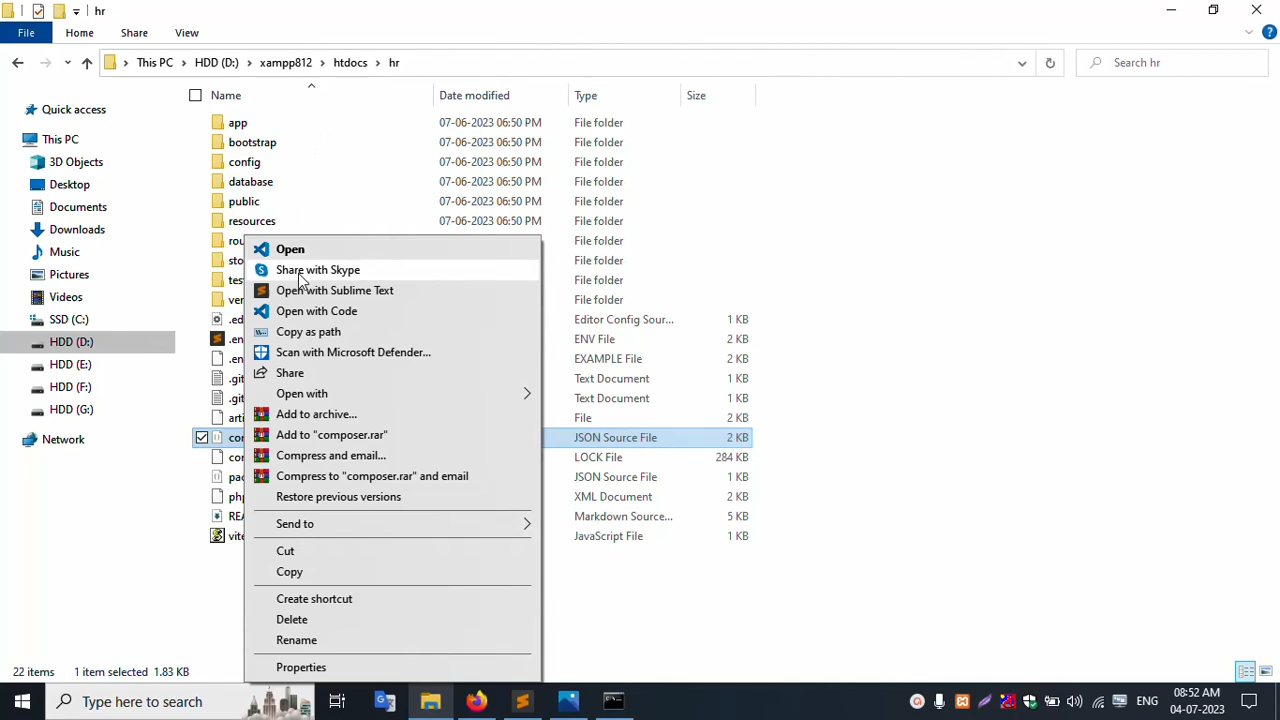 hr
File
Home
Share
View
This PC
HDD (D:)
xampp812
htdocs
hr
Search hr
Name
Date modified
Type
Size
Quick access
This PC
3D Objects
Desktop
Documents
Downloads
Music
Pictures
Videos
SSD (C:)
HDD (D:)
HDD (E:)
HDD (F:)
HDD (G:)
Network
app 07-06-2023 06:50 PM File folder
bootstrap 07-06-2023 06:50 PM File folder
config 07-06-2023 06:50 PM File folder
database 07-06-2023 06:50 PM File folder
public 07-06-2023 06:50 PM File folder
resources 07-06-2023 06:50 PM File folder
File folder
File folder
File folder
File folder
Editor Config Sour... 1 KB
ENV File 2 KB
EXAMPLE File 2 KB
Text Document 1 KB
Text Document 1 KB
File 2 KB
JSON Source File 2 KB
LOCK File 284 KB
JSON Source File 1 KB
XML Document 2 KB
Markdown Source... 5 KB
JavaScript File 1 KB
Open
Share with Skype
Open with Sublime Text
Open with Code
Copy as path
Scan with Microsoft Defender...
Share
Open with
Add to archive...
Add to "composer.rar"
Compress and email...
Compress to "composer.rar" and email
Restore previous versions
Send to
Cut
Copy
Create shortcut
Delete
Rename
Properties
22 items 1 item selected 1.83 KB
Type here to search
ENG
08:52 AM
04-07-2023